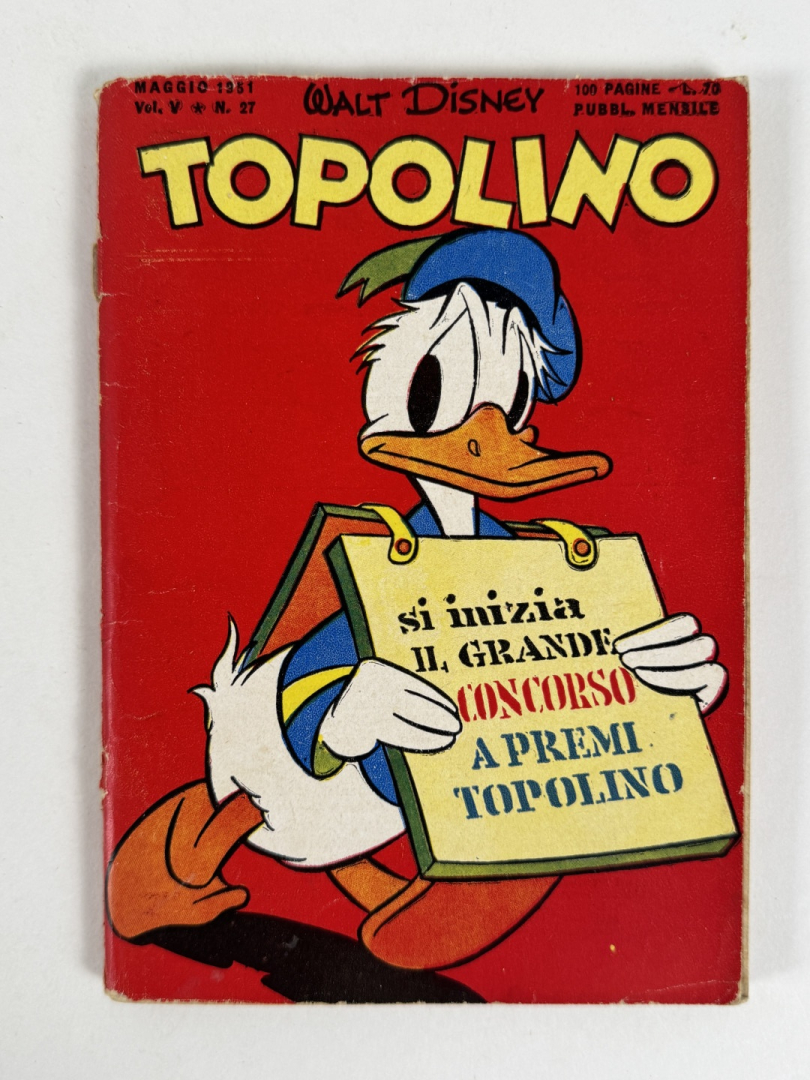 MAGGIO 1951
Vol. V * N. 27
WALT DISNEY
100 PAGINE - L. 70
PUBBL. MENSILE
TOPOLINO
si inizia
IL GRANDE
CONCORSO
A PREMI
TOPOLINO